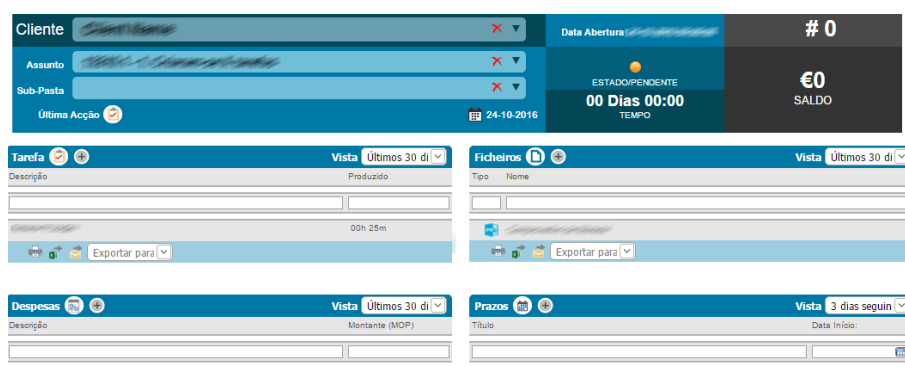 Cliente
Data Abertura
# 0
Assunto
Sub-Pasta
ESTADO/PENDENTE
€0
SALDO
00 Dias 00:00
TEMPO
Última Acção
24-10-2016
Tarefa Vista Últimos 30 di
Ficheiros Vista Últimos 30 di
Descrição Produzido
Tipo Nome
00h 25m
Exportar para
Exportar para
Despesas Vista Últimos 30 di
Prazos Vista 3 dias seguin
Descrição Montante (MOP)
Título Data Início: